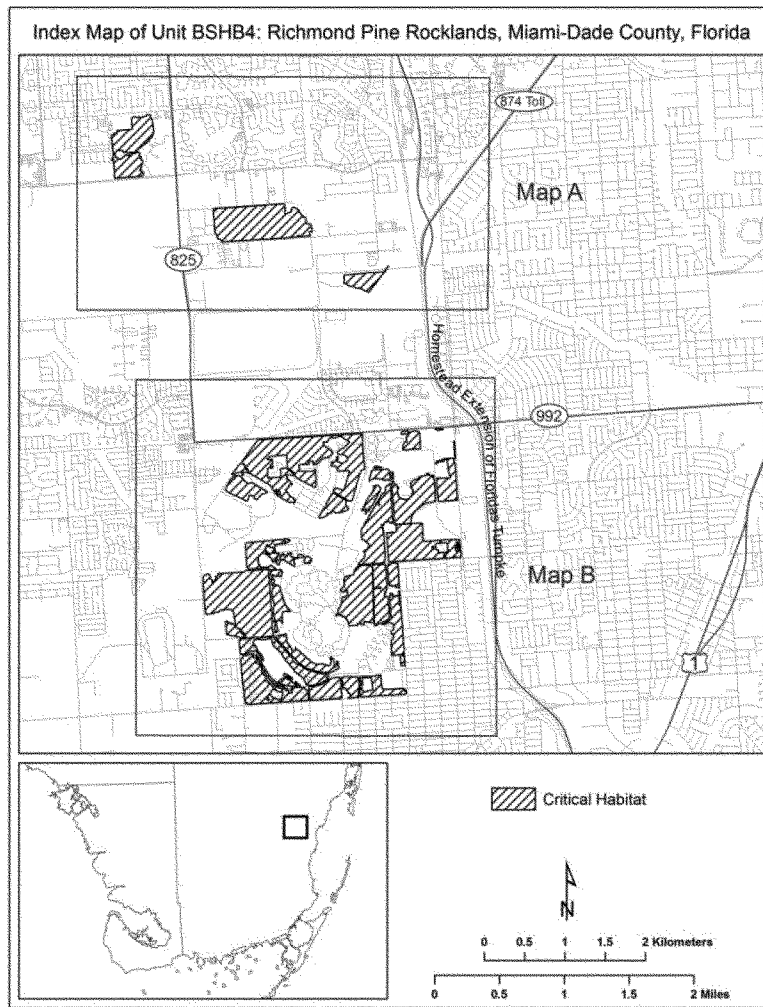 Index Map of Unit BSHB4: Richmond Pine Rocklands, Miami-Dade County, Florida
874 Toll
Map A
825
Homestead Extension of Floridas Turnpike
992
Map B
1
Critical Habitat
N
0 0.5 1 1.5 2 Kilometers
0 0.5 1 1.5 2 Miles